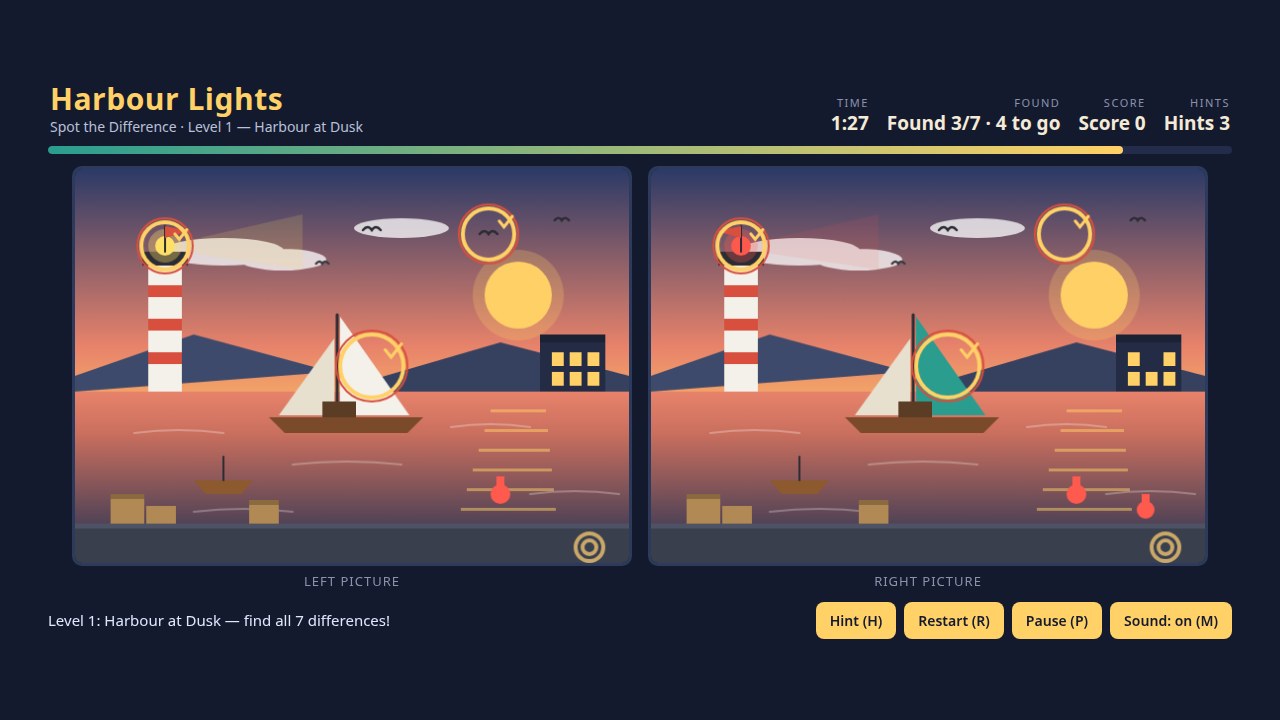 Harbour Lights
Spot the Difference · Level 1 — Harbour at Dusk
TIME
1:27
FOUND
Found 3/7 · 4 to go
SCORE
Score 0
HINTS
Hints 3
LEFT PICTURE
RIGHT PICTURE
Level 1: Harbour at Dusk — find all 7 differences!
Hint (H)
Restart (R)
Pause (P)
Sound: on (M)